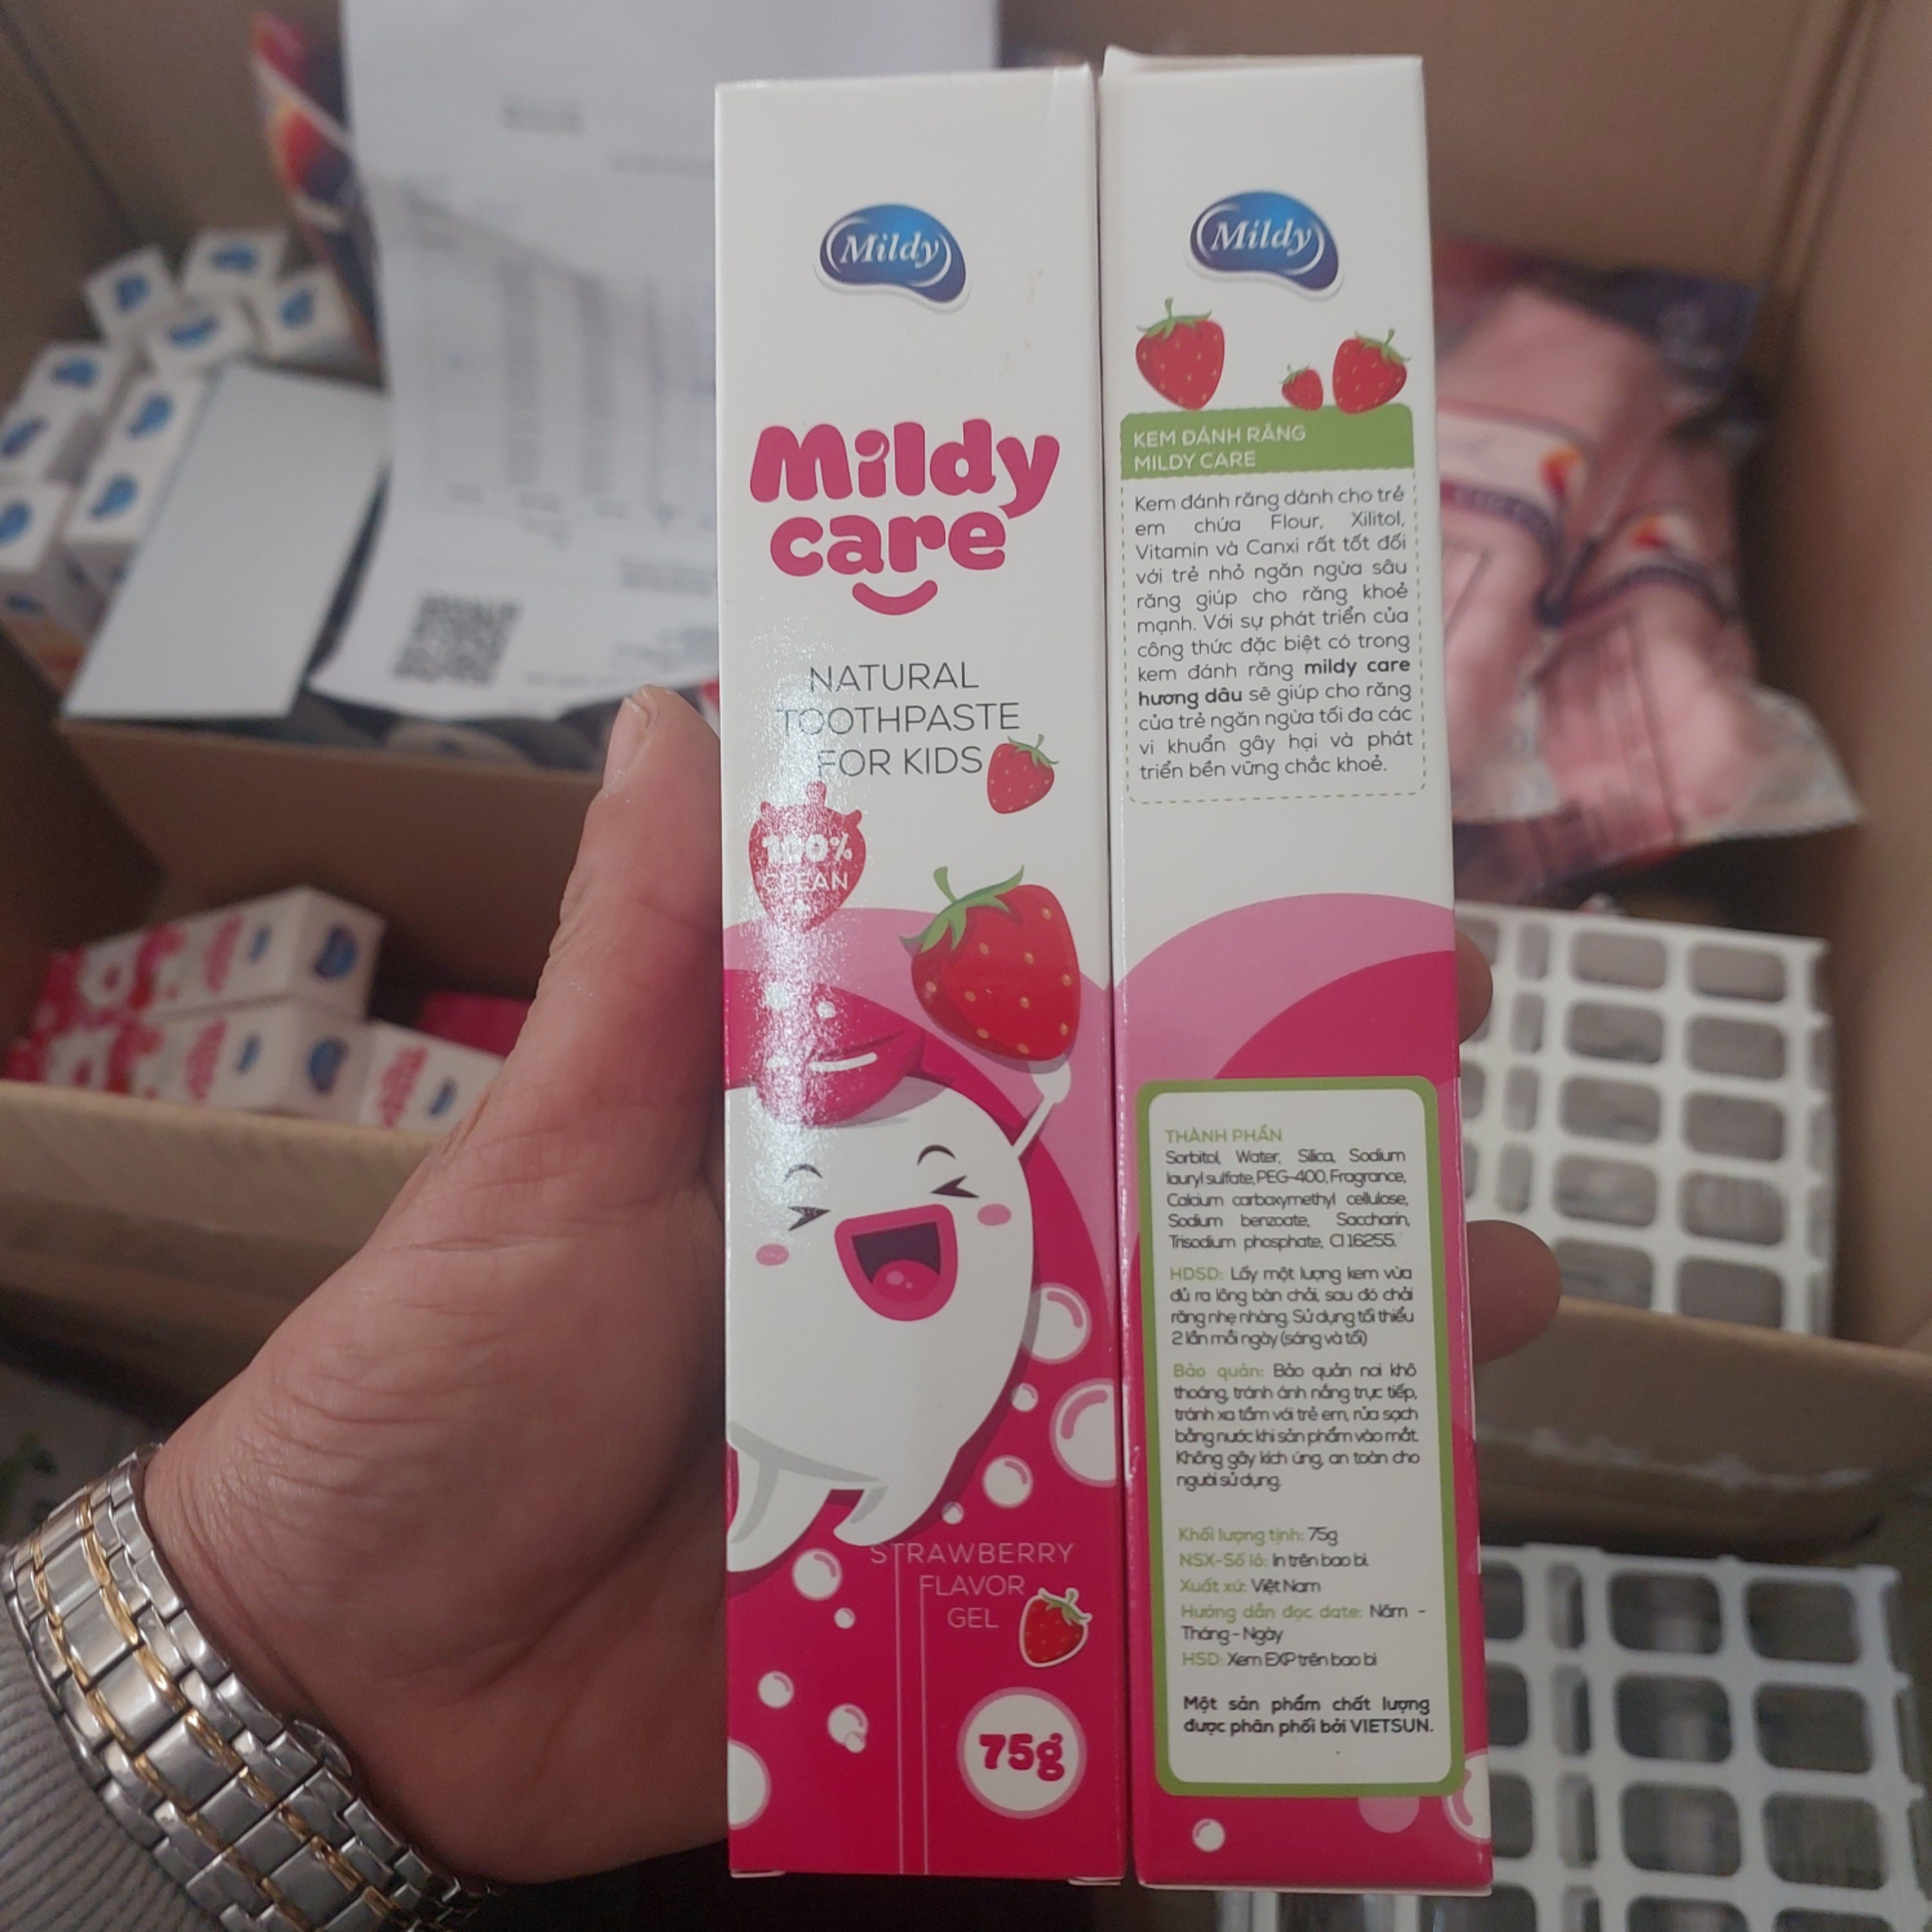 Mildy
Mildy
care
NATURAL
TOOTHPASTE
FOR KIDS
100%
CLEAN
STRAWBERRY
FLAVOR
GEL
75g
Mildy
KEM ĐÁNH RĂNG
MILDY CARE
Kem đánh răng dành cho trẻ
em chứa Flour, Xilitol,
Vitamin và Canxi rất tốt đối
với trẻ nhỏ ngăn ngừa sâu
răng giúp cho răng khoẻ
mạnh. Với sự phát triển của
công thức đặc biệt có trong
kem đánh răng mildy care
hương dâu sẽ giúp cho răng
của trẻ ngăn ngừa tối đa các
vi khuẩn gây hại và phát
triển bền vững chắc khoẻ.
THÀNH PHẦN
Sorbitol, Water, Silica, Sodium
lauryl sulfate, PEG-400, Fragrance,
Calcium carboxymethyl cellulose,
Sodium benzoate, Saccharin,
Trisodium phosphate, CI 16255.
HDSD: Lấy một lượng kem vừa
đủ ra lông bàn chải, sau đó chải
răng nhẹ nhàng. Sử dụng tối thiểu
2 lần mỗi ngày (sáng và tối)
Bảo quản: Bảo quản nơi khô
thoáng, tránh ánh nắng trực tiếp,
tránh xa tầm với trẻ em, rửa sạch
bằng nước khi sản phẩm vào mắt.
Không gây kích ứng, an toàn cho
người sử dụng.
Khối lượng tịnh: 75g
NSX-Số lô: In trên bao bì.
Xuất xứ: Việt Nam
Hướng dẫn đọc date: Năm -
Tháng - Ngày
HSD: Xem EXP trên bao bì
Một sản phẩm chất lượng
được phân phối bởi VIETSUN.